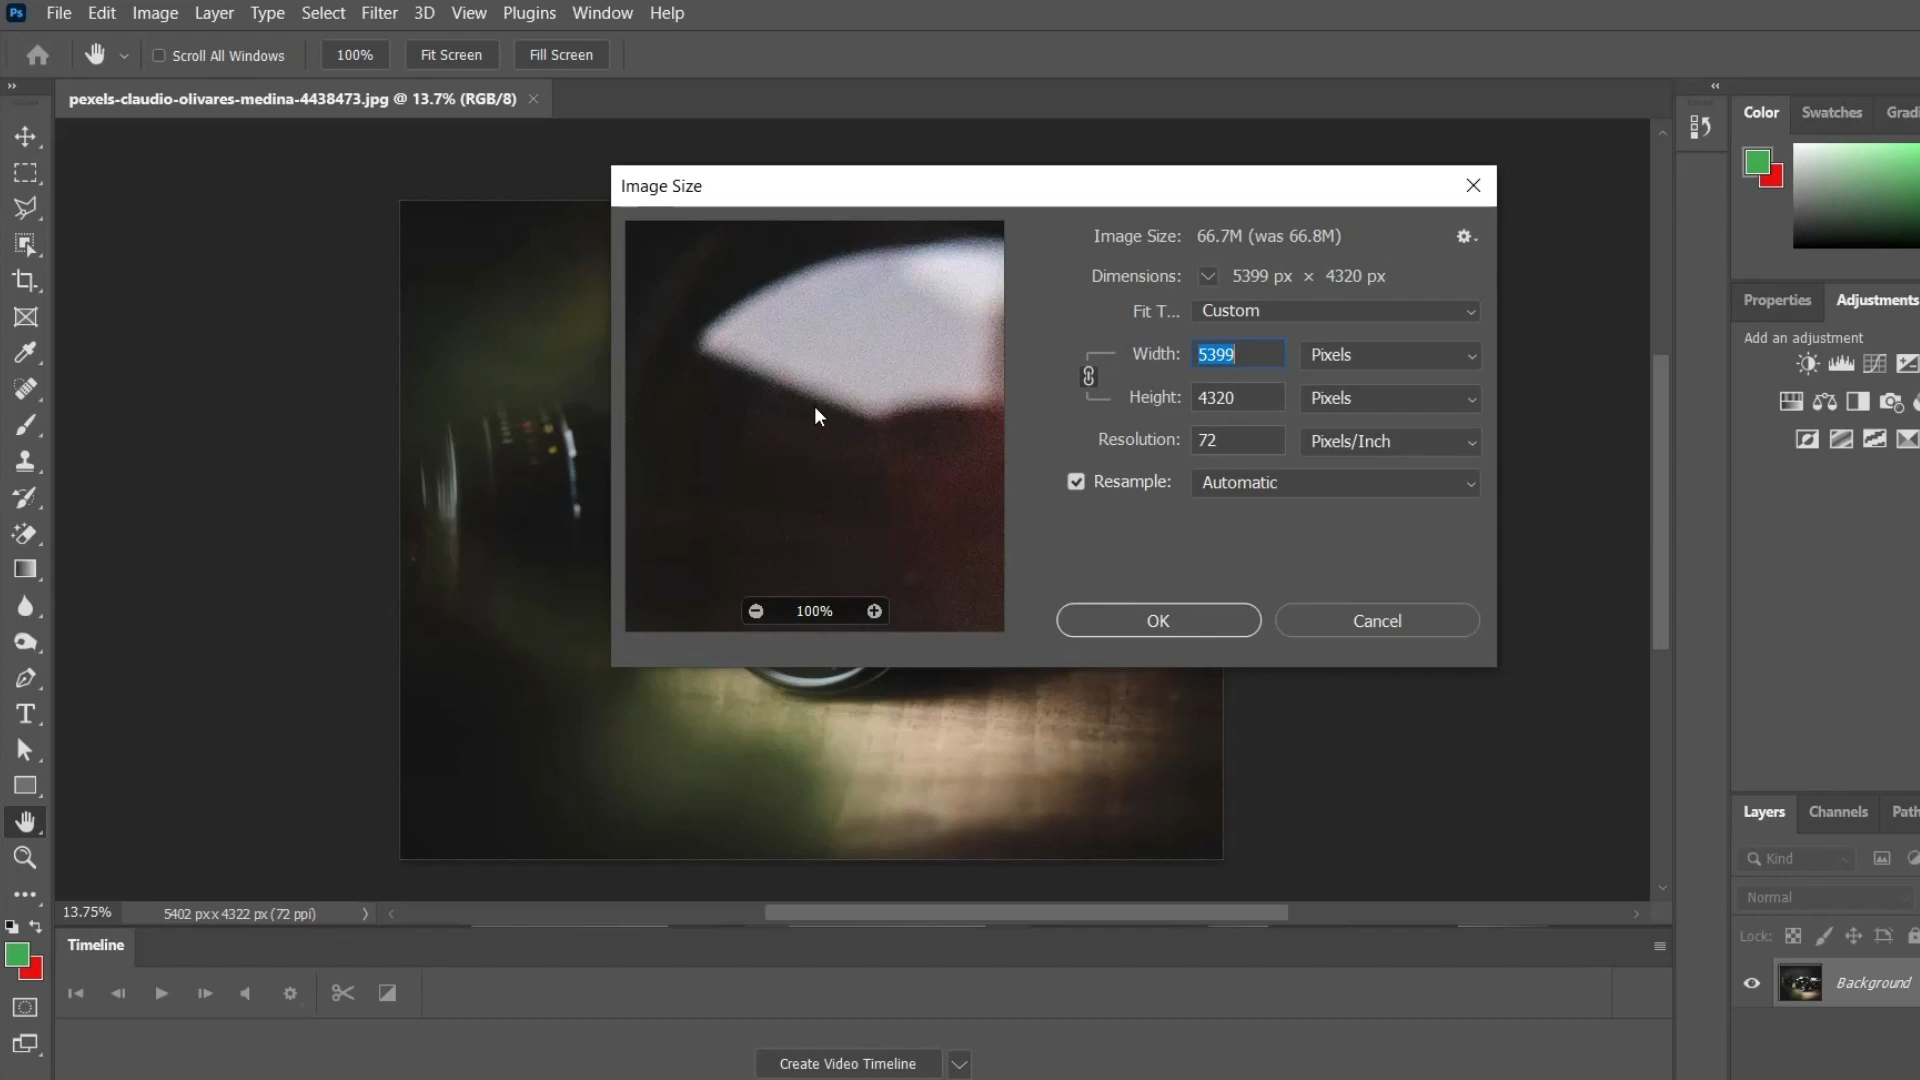 Ps File Edit Image Layer Type Select Filter 3D View Plugins Window Help
Scroll All Windows 100% Fit Screen Fill Screen
pexels-claudio-olivares-medina-4438473.jpg @ 13.7% (RGB/8)
Color Swatches Gradi
Image Size
Image Size: 66.7M (was 66.8M)
Dimensions: 5399 px × 4320 px
Fit T... Custom
Width: 5399 Pixels
Height: 4320 Pixels
Resolution: 72 Pixels/Inch
Resample: Automatic
100%
OK Cancel
Properties Adjustments
Add an adjustment
Layers Channels Path
Kind
Normal
Lock:
Background
13.75% 5402 px x 4322 px (72 ppi)
Timeline
Create Video Timeline